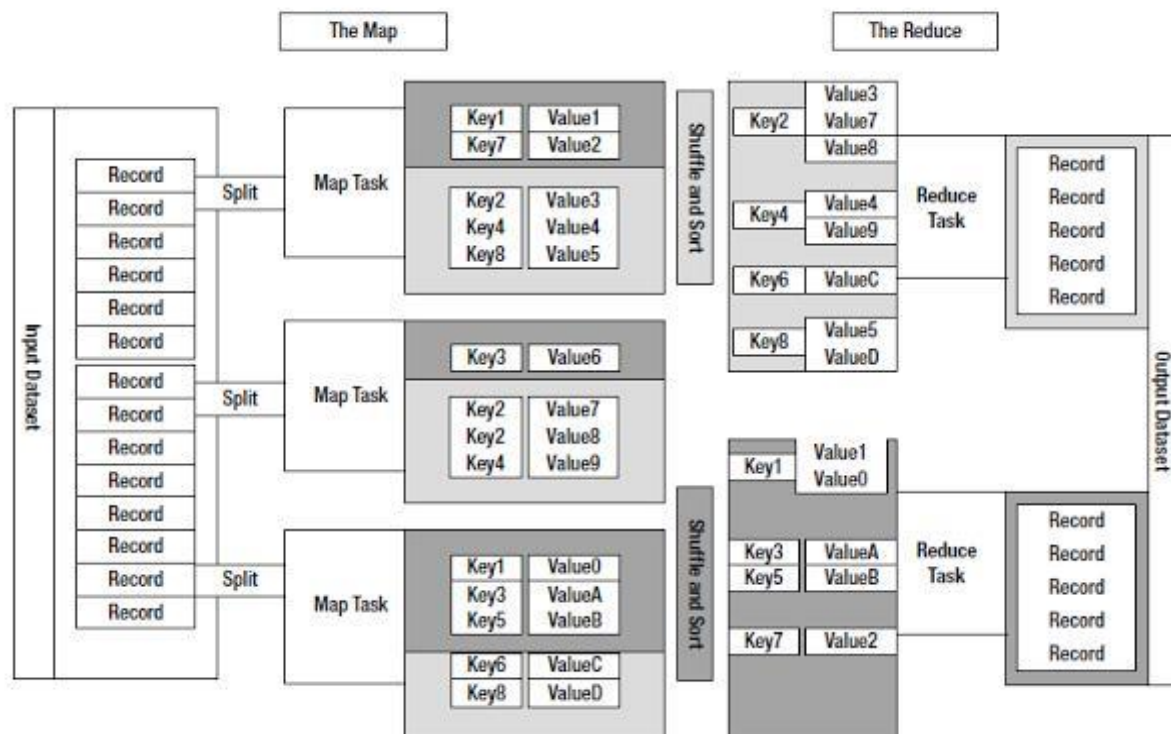 The Map
The Reduce
Input Dataset
Record
Record
Record
Record
Record
Record
Record
Record
Record
Record
Record
Record
Record
Record
Split
Split
Split
Map Task
Key1 Value1
Key7 Value2
Key2 Value3
Key4 Value4
Key8 Value5
Map Task
Key3 Value6
Key2 Value7
Key2 Value8
Key4 Value9
Map Task
Key1 Value0
Key3 ValueA
Key5 ValueB
Key6 ValueC
Key8 ValueD
Shuffle and Sort
Shuffle and Sort
Key2
Value3
Value7
Value8
Key4
Value4
Value9
Key6 ValueC
Key8
Value5
ValueD
Reduce
Task
Record
Record
Record
Record
Record
Key1
Value1
Value0
Key3 ValueA
Key5 ValueB
Key7 Value2
Reduce
Task
Record
Record
Record
Record
Record
Output Dataset